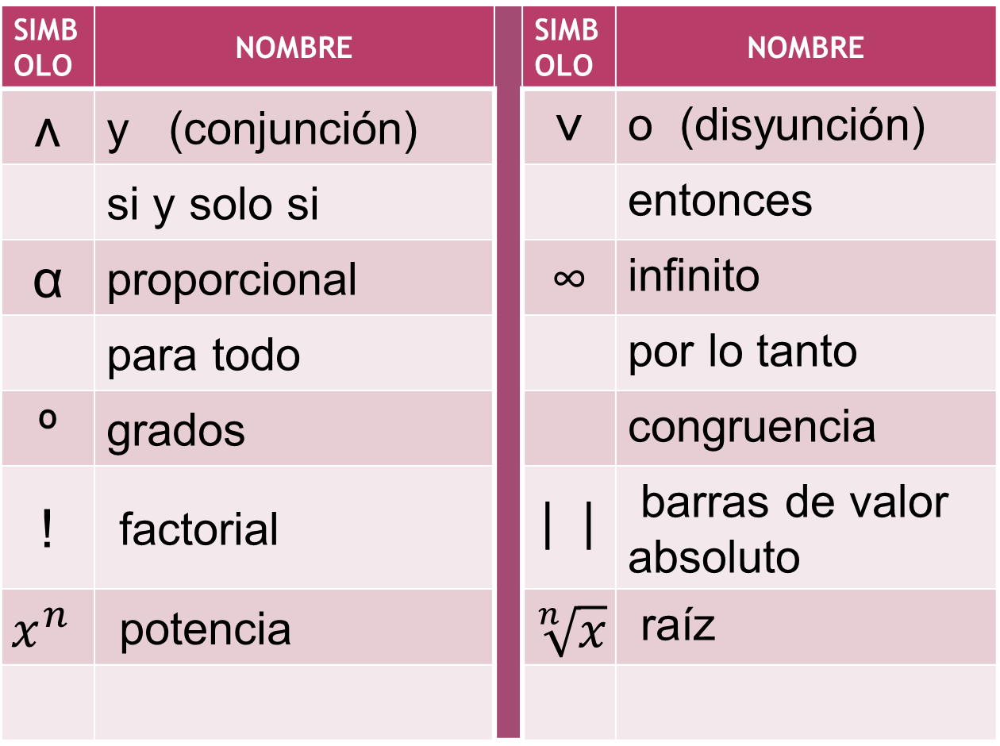 SIMB
OLO
NOMBRE
SIMB
OLO
NOMBRE
ʌ y (conjunción)
v o (disyunción)
si y solo si
entonces
α proporcional
∞ infinito
para todo
por lo tanto
º grados
congruencia
! factorial
| | barras de valor
absoluto
xⁿ potencia
ⁿ√x raíz